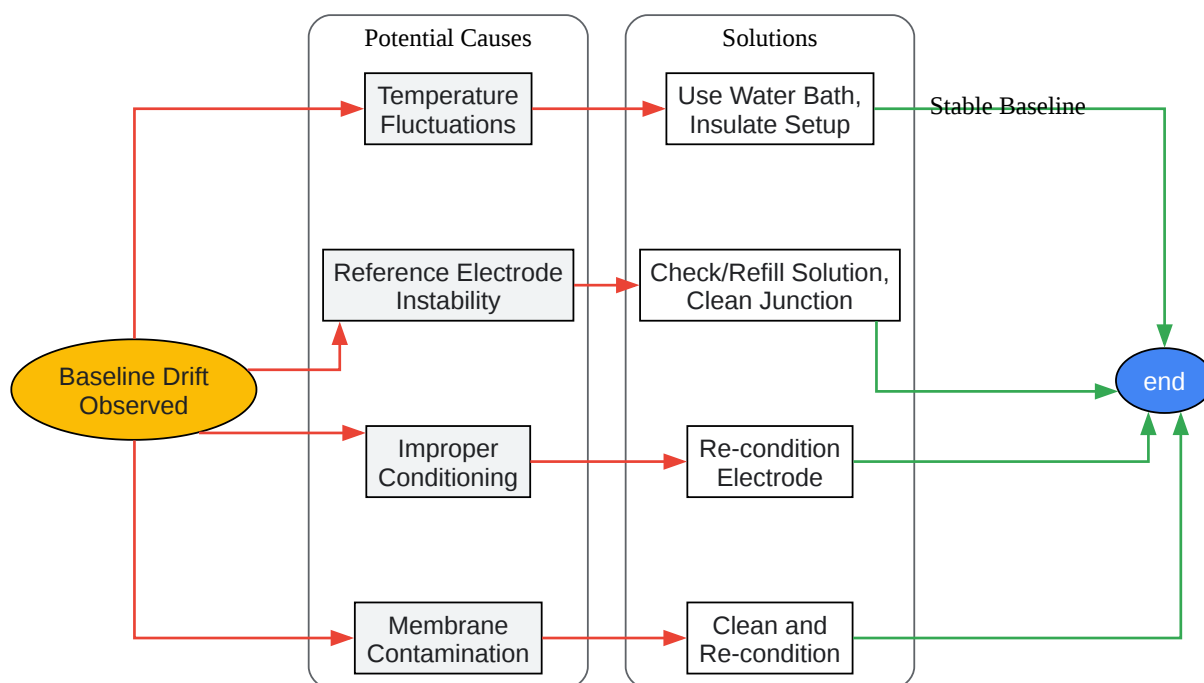 Potential Causes
Solutions
Temperature
Fluctuations
Use Water Bath,
Insulate Setup
Stable Baseline
Reference Electrode
Instability
Check/Refill Solution,
Clean Junction
Baseline Drift
Observed
end
Improper
Conditioning
Re-condition
Electrode
Membrane
Contamination
Clean and
Re-condition